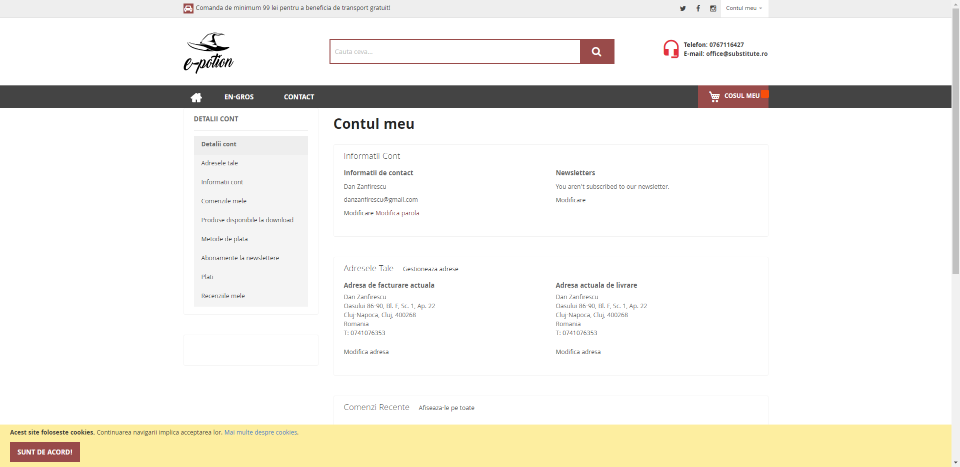 Comanda de minimum 99 lei pentru a beneficia de transport gratuit!
Contul meu
e-potion
Cauta ceva...
Telefon: 0767116427
E-mail: office@substitute.ro
EN-GROS
CONTACT
COSUL MEU
DETALII CONT
Detalii cont
Adresele tale
Informatii cont
Comenzile mele
Produse disponibile la download
Metode de plata
Abonamente la newslettere
Plati
Recenziile mele
Contul meu
Informatii Cont
Informatii de contact
Dan Zanfirescu
danzanfirescu@gmail.com
Modificare Modifica parola
Newsletters
You aren't subscribed to our newsletter.
Modificare
Adresele Tale Gestioneaza adrese
Adresa de facturare actuala
Dan Zanfirescu
Oasului 86-90, Bl. F, Sc. 1, Ap. 22
Cluj-Napoca, Cluj, 400268
Romania
T: 0741076353
Modifica adresa
Adresa actuala de livrare
Dan Zanfirescu
Oasului 86-90, Bl. F, Sc. 1, Ap. 22
Cluj-Napoca, Cluj, 400268
Romania
T: 0741076353
Modifica adresa
Comenzi Recente Afiseaza-le pe toate
Acest site foloseste cookies. Continuarea navigarii implica acceptarea lor. Mai multe despre cookies.
SUNT DE ACORD!